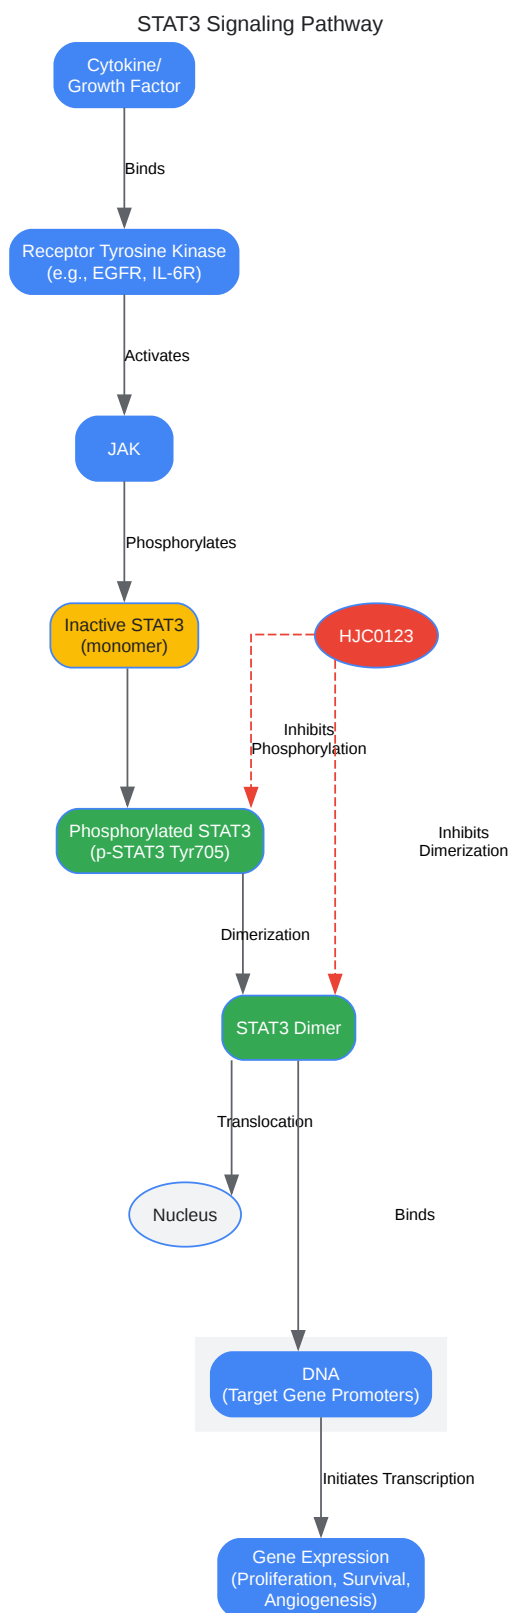 STAT3 Signaling Pathway
Cytokine/
Growth Factor
Binds
Receptor Tyrosine Kinase
(e.g., EGFR, IL-6R)
Activates
JAK
Phosphorylates
Inactive STAT3
(monomer)
HJC0123
Inhibits
Phosphorylation
Phosphorylated STAT3
(p-STAT3 Tyr705)
Inhibits
Dimerization
Dimerization
STAT3 Dimer
Translocation
Nucleus
Binds
DNA
(Target Gene Promoters)
Initiates Transcription
Gene Expression
(Proliferation, Survival,
Angiogenesis)